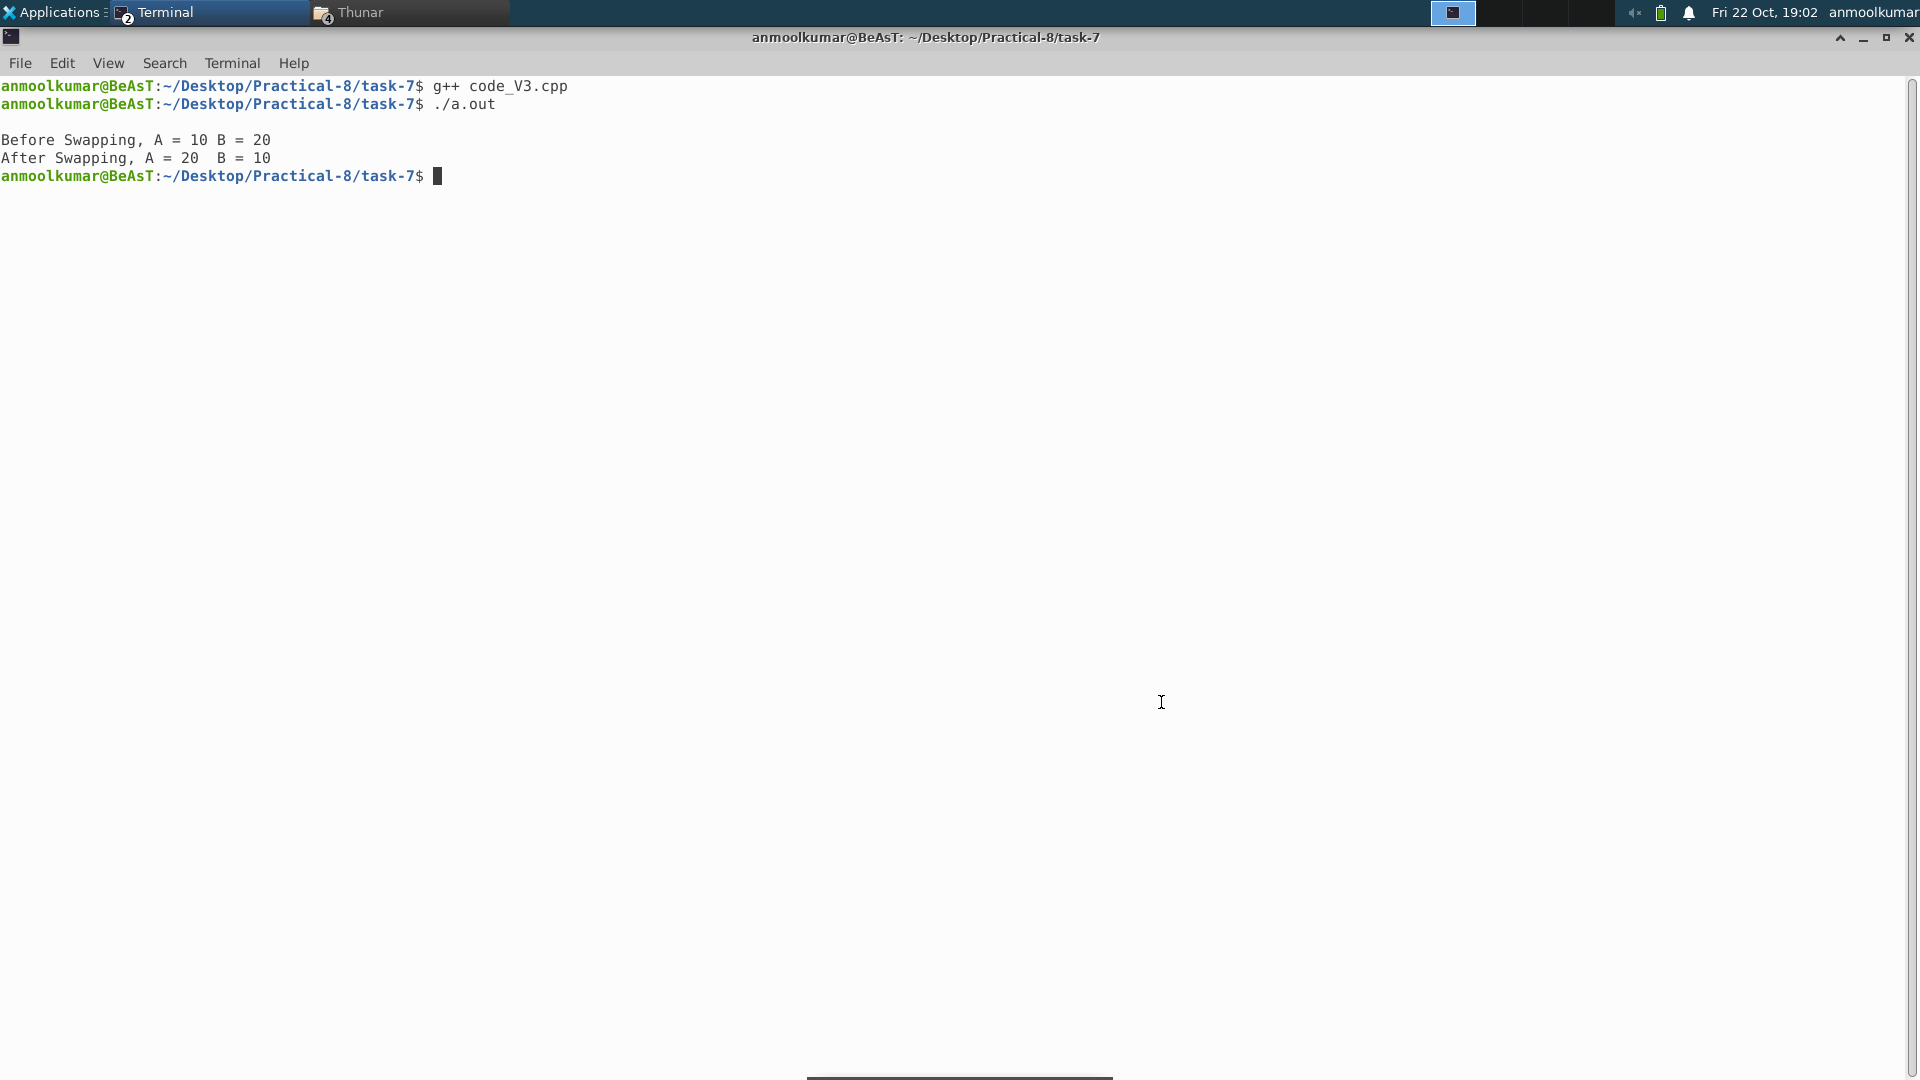 Applications 2 Terminal 4 Thunar Fri 22 Oct, 19:02 anmoolkumar
anmoolkumar@BeAsT: ~/Desktop/Practical-8/task-7
File Edit View Search Terminal Help
anmoolkumar@BeAsT:~/Desktop/Practical-8/task-7$ g++ code_V3.cpp
anmoolkumar@BeAsT:~/Desktop/Practical-8/task-7$ ./a.out
Before Swapping, A = 10 B = 20
After Swapping, A = 20  B = 10
anmoolkumar@BeAsT:~/Desktop/Practical-8/task-7$